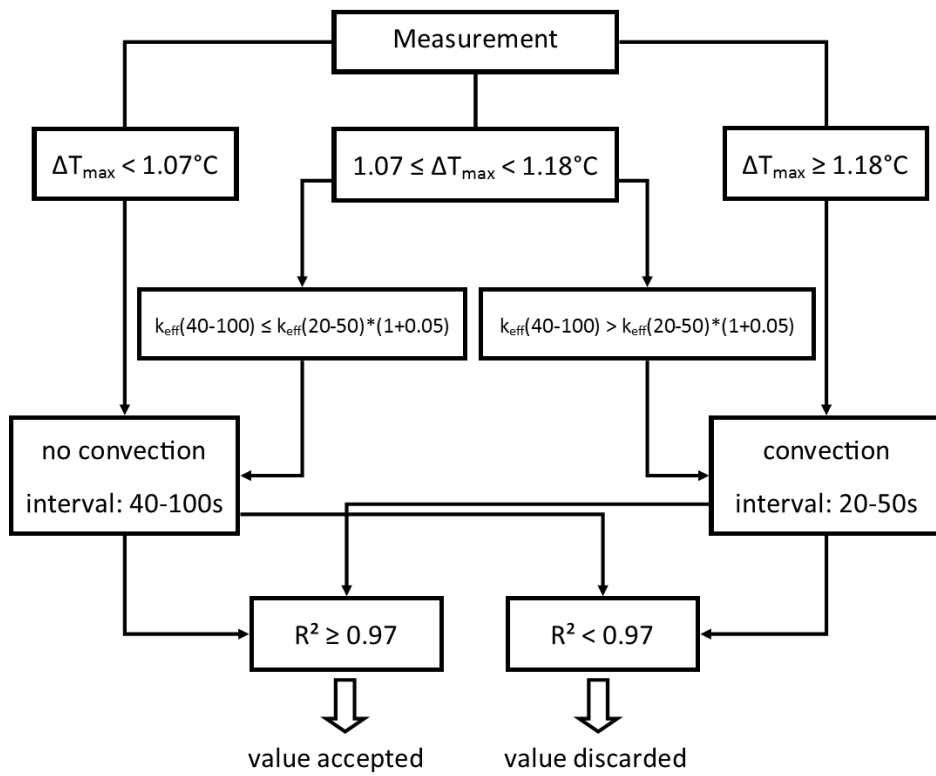 Measurement
ΔTmax < 1.07°C
1.07 ≤ ΔTmax < 1.18°C
ΔTmax ≥ 1.18°C
keff(40-100) ≤ keff(20-50)*(1+0.05)
keff(40-100) > keff(20-50)*(1+0.05)
no convection
interval: 40-100s
convection
interval: 20-50s
R² ≥ 0.97
R² < 0.97
value accepted
value discarded